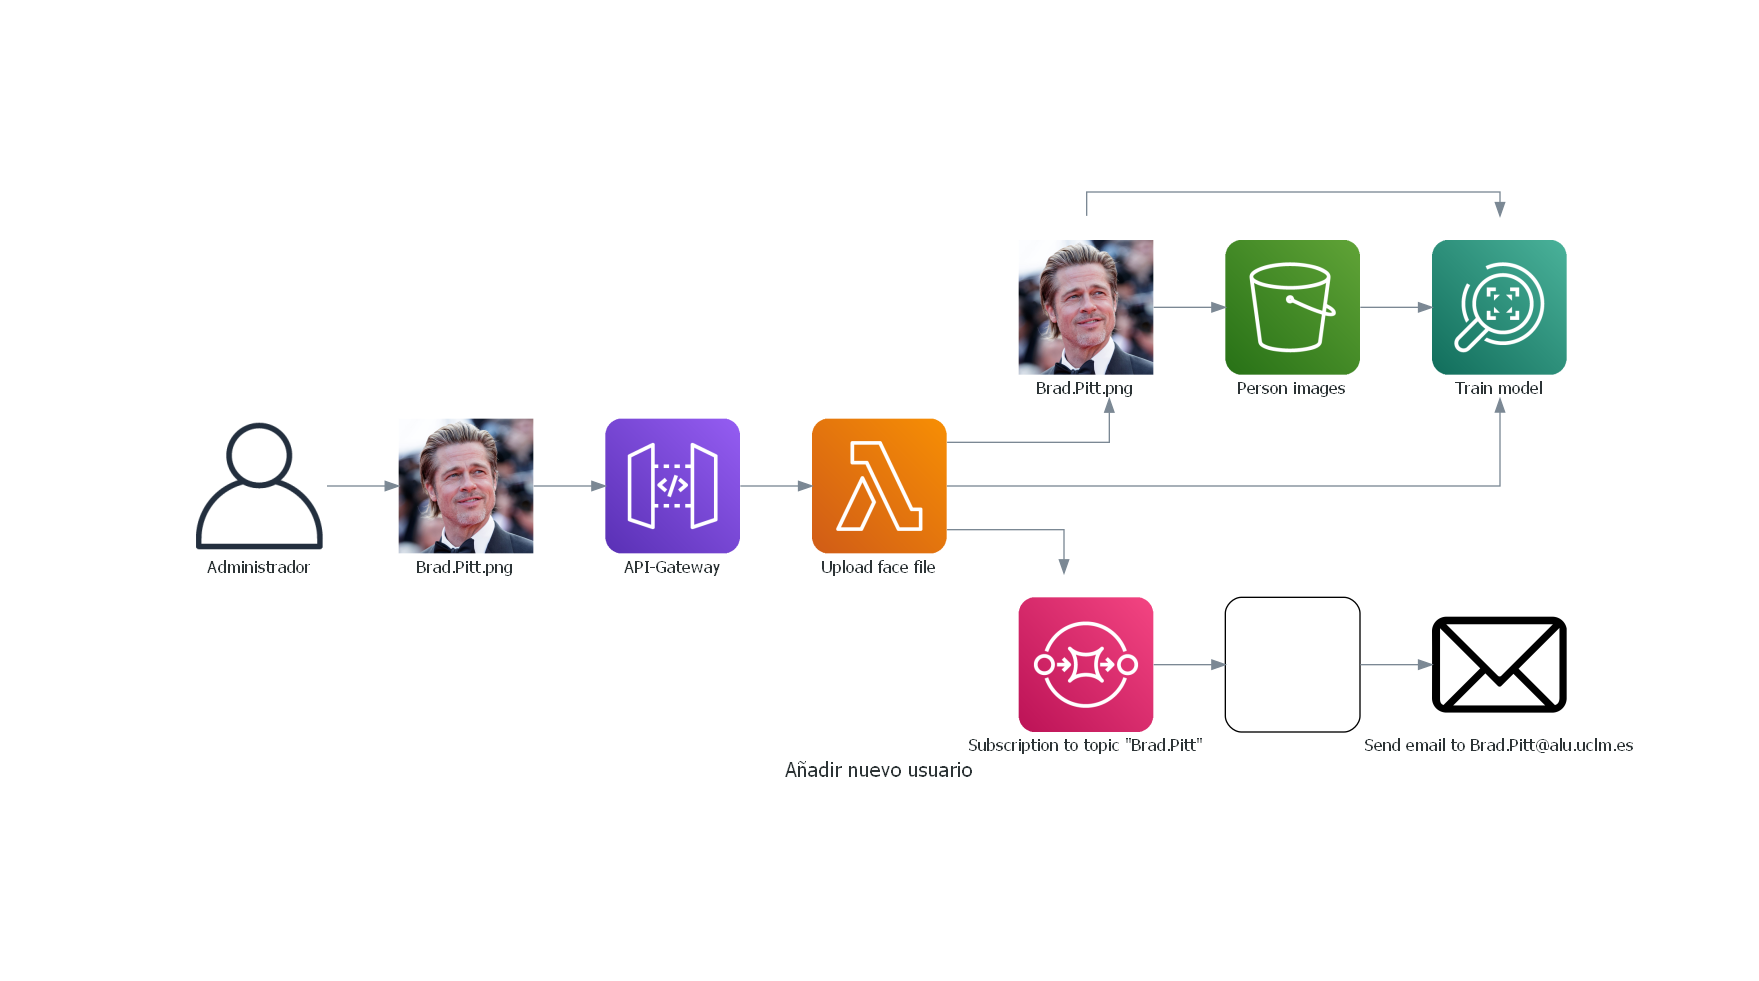 Brad.Pitt.png
Person images
Train model
Administrador
Brad.Pitt.png
API-Gateway
Upload face file
Subscription to topic "Brad.Pitt"
Send email to Brad.Pitt@alu.uclm.es
Añadir nuevo usuario